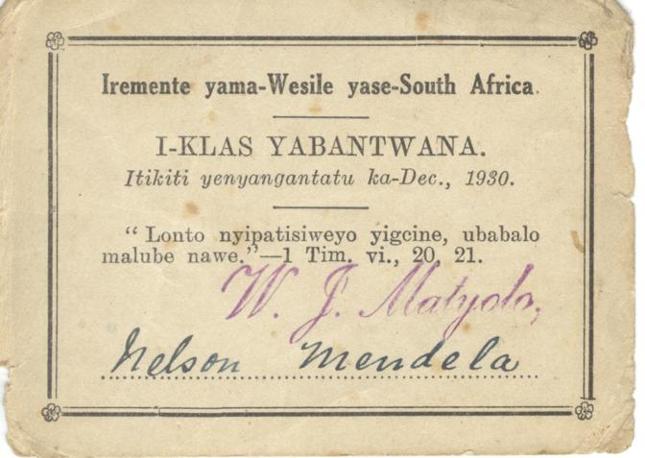 Iremente yama-Wesile yase-South Africa.
I-KLAS YABANTWANA.
Itikiti yenyangantatu ka-Dec., 1930.
“ Lonto nyipatisiweyo yigcine, ubabalo
malube nawe.”—1 Tim. vi., 20, 21.
W. J. Matyolo,
Nelson Mendela